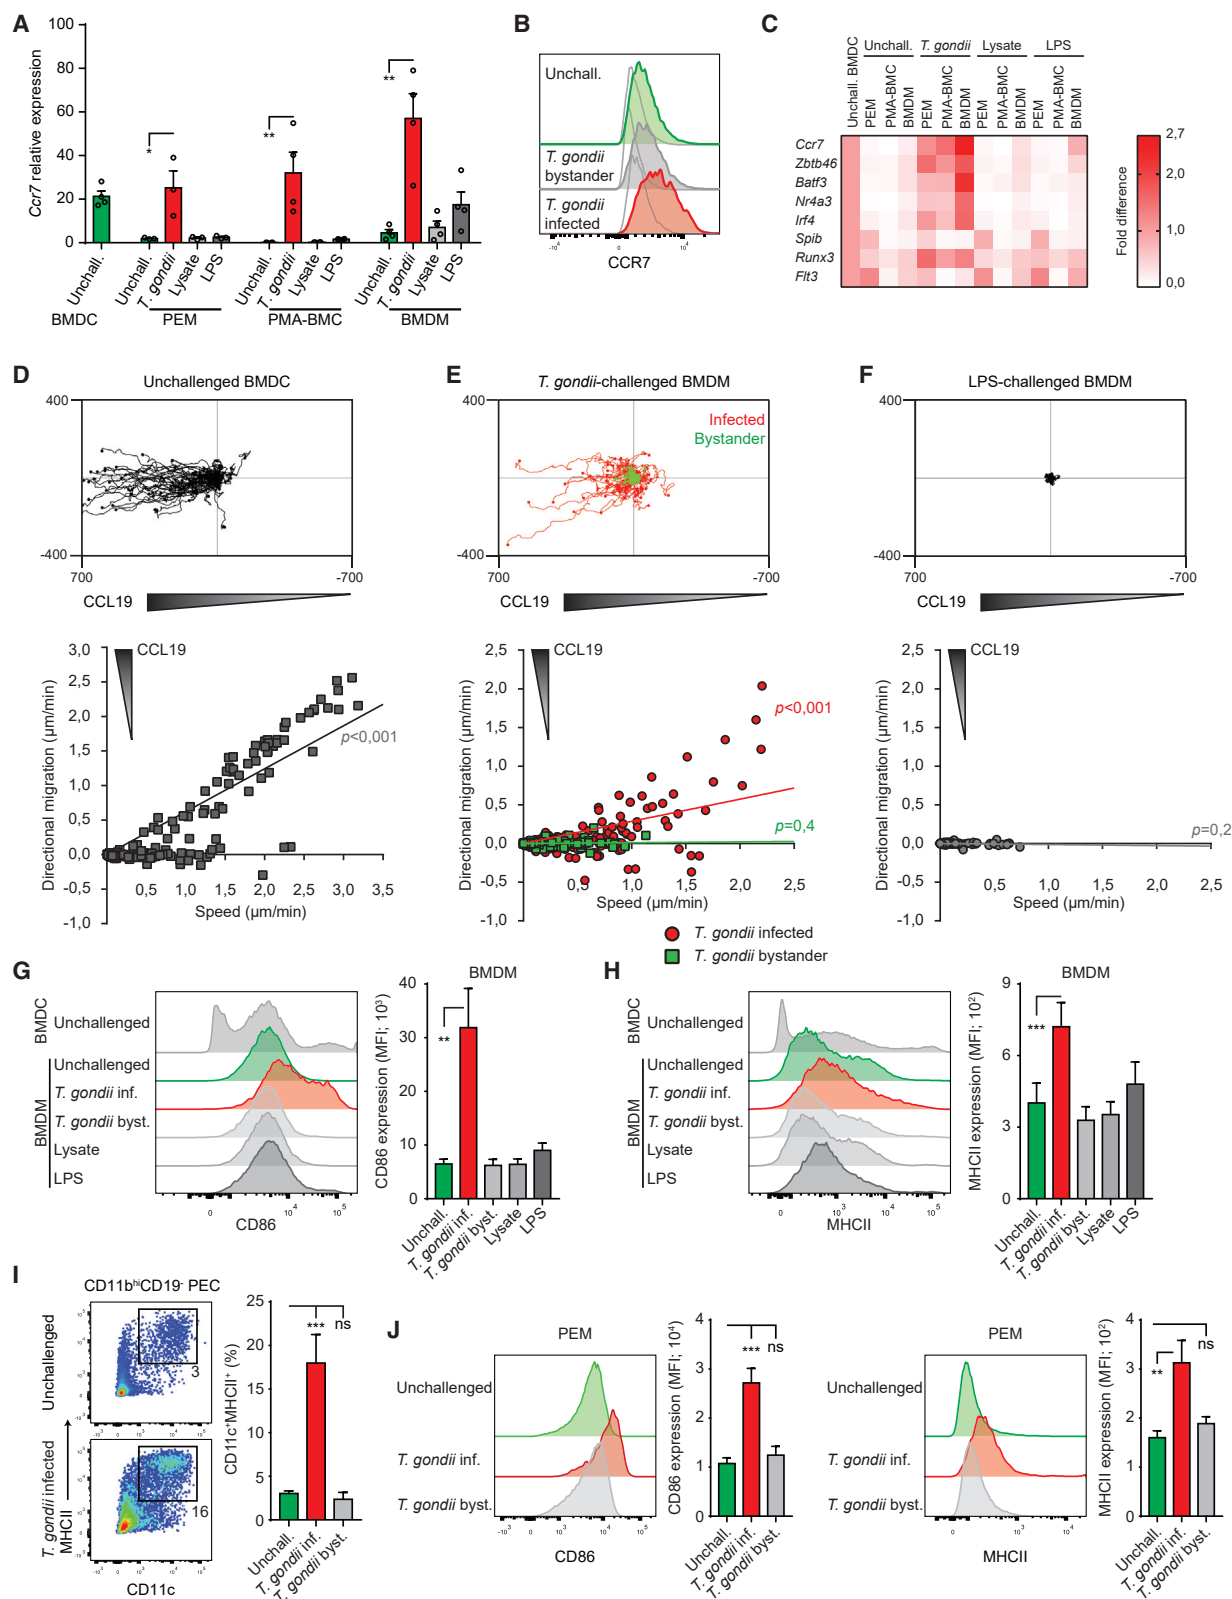 A
Ccr7 relative expression
100
80
60
40
20
0
*
**
**
Unchall.
Unchall.
T. gondii
Lysate
LPS
Unchall.
T. gondii
Lysate
LPS
Unchall.
T. gondii
Lysate
LPS
BMDC
PEM
PMA-BMC
BMDM
B
Unchall.
T. gondii
bystander
T. gondii
infected
0
10⁴
CCR7
C
Unchall. T. gondii Lysate LPS
Unchall. BMDC
PEM
PMA-BMC
BMDM
PEM
PMA-BMC
BMDM
PEM
PMA-BMC
BMDM
PEM
PMA-BMC
BMDM
Ccr7
Zbtb46
Batf3
Nr4a3
Irf4
Spib
Runx3
Flt3
2,7
2,0
1,0
0,0
Fold difference
D
Unchallenged BMDC
400
-400
700 -700
CCL19
3,0
2,5
2,0
1,5
1,0
0,5
0,0
-0,5
-1,0
CCL19
p<0,001
0,5 1,0 1,5 2,0 2,5 3,0 3,5
Directional migration (µm/min)
Speed (µm/min)
E
T. gondii-challenged BMDM
400
Infected
Bystander
-400
700 -700
CCL19
2,5
2,0
1,5
1,0
0,5
0,0
-0,5
-1,0
CCL19
p<0,001
p=0,4
0,5 1,0 1,5 2,0 2,5
Directional migration (µm/min)
Speed (µm/min)
T. gondii infected
T. gondii bystander
F
LPS-challenged BMDM
400
-400
700 -700
CCL19
2,5
2,0
1,5
1,0
0,5
0,0
-0,5
-1,0
CCL19
p=0,2
0,5 1,0 1,5 2,0 2,5
Directional migration (µm/min)
Speed (µm/min)
G
BMDC
Unchallenged
BMDM
Unchallenged
T. gondii inf.
T. gondii byst.
Lysate
LPS
0 10⁴ 10⁵
CD86
BMDM
CD86 expression (MFI; 10³)
40
30
20
10
0
**
Unchall.
T. gondii inf.
T. gondii byst.
Lysate
LPS
H
BMDC
Unchallenged
BMDM
Unchallenged
T. gondii inf.
T. gondii byst.
Lysate
LPS
0 10³ 10⁴ 10⁵
MHCII
BMDM
MHCII expression (MFI; 10²)
9
6
3
0
***
Unchall.
T. gondii inf.
T. gondii byst.
Lysate
LPS
I
CD11bʰⁱCD19⁻ PEC
Unchallenged
3
T. gondii infected
16
MHCII
CD11c
CD11c⁺MHCII⁺ (%)
25
20
15
10
5
0
***
ns
Unchall.
T. gondii inf.
T. gondii byst.
J
PEM
Unchallenged
T. gondii inf.
T. gondii byst.
-10³ 0 10³ 10⁴ 10⁵
CD86
CD86 expression (MFI; 10⁴)
4
3
2
1
0
***
ns
Unchall.
T. gondii inf.
T. gondii byst.
PEM
Unchallenged
T. gondii inf.
T. gondii byst.
0 10³ 10⁴
MHCII
MHCII expression (MFI; 10²)
4
3
2
1
0
**
ns
Unchall.
T. gondii inf.
T. gondii byst.